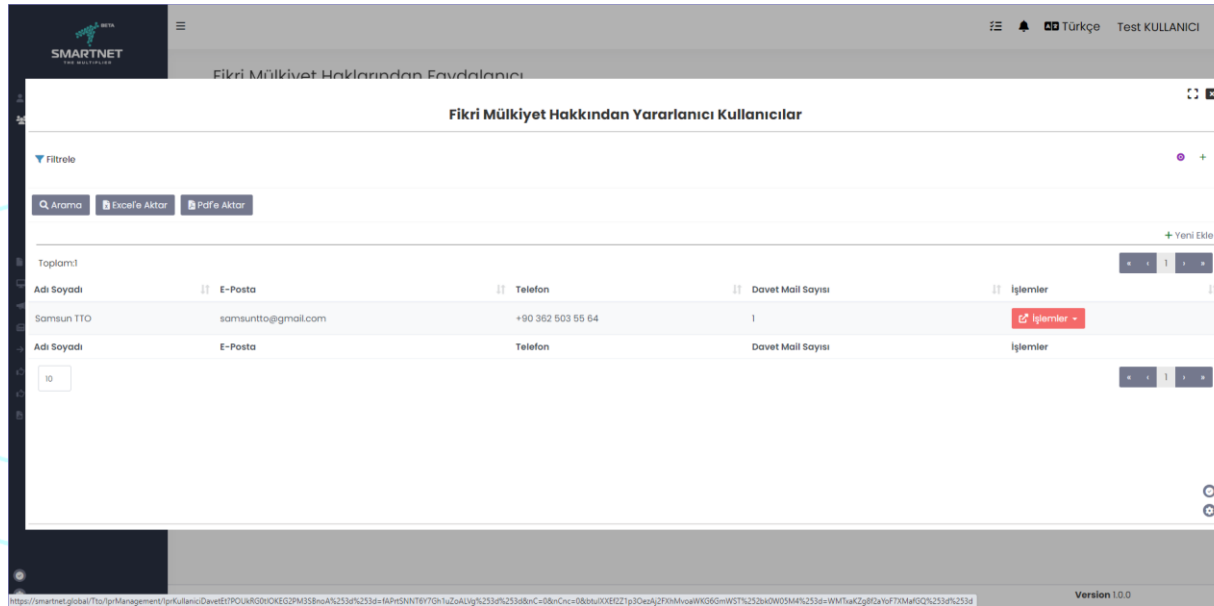 BETA
SMARTNET
THE MULTIPLIER
Türkçe Test KULLANICI
Fikri Mülkiyet Haklarından Faydalanıcı
Fikri Mülkiyet Hakkından Yararlanıcı Kullanıcılar
Filtrele
Arama Excel'e Aktar Pdf'e Aktar
+ Yeni Ekle
Toplam:1 « ‹ 1 › »
Adı Soyadı E-Posta Telefon Davet Mail Sayısı İşlemler
Samsun TTO samsuntto@gmail.com +90 362 503 55 64 1 İşlemler
Adı Soyadı E-Posta Telefon Davet Mail Sayısı İşlemler
10 « ‹ 1 › »
Version 1.0.0